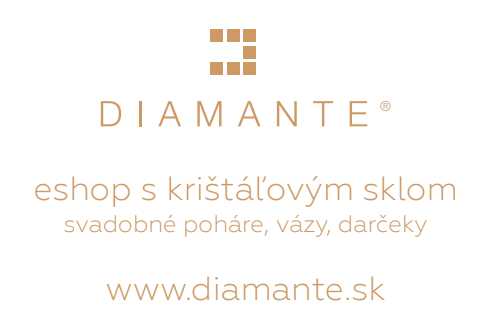 DIAMANTE®
eshop s krištáľovým sklom
svadobné poháre, vázy, darčeky
www.diamante.sk